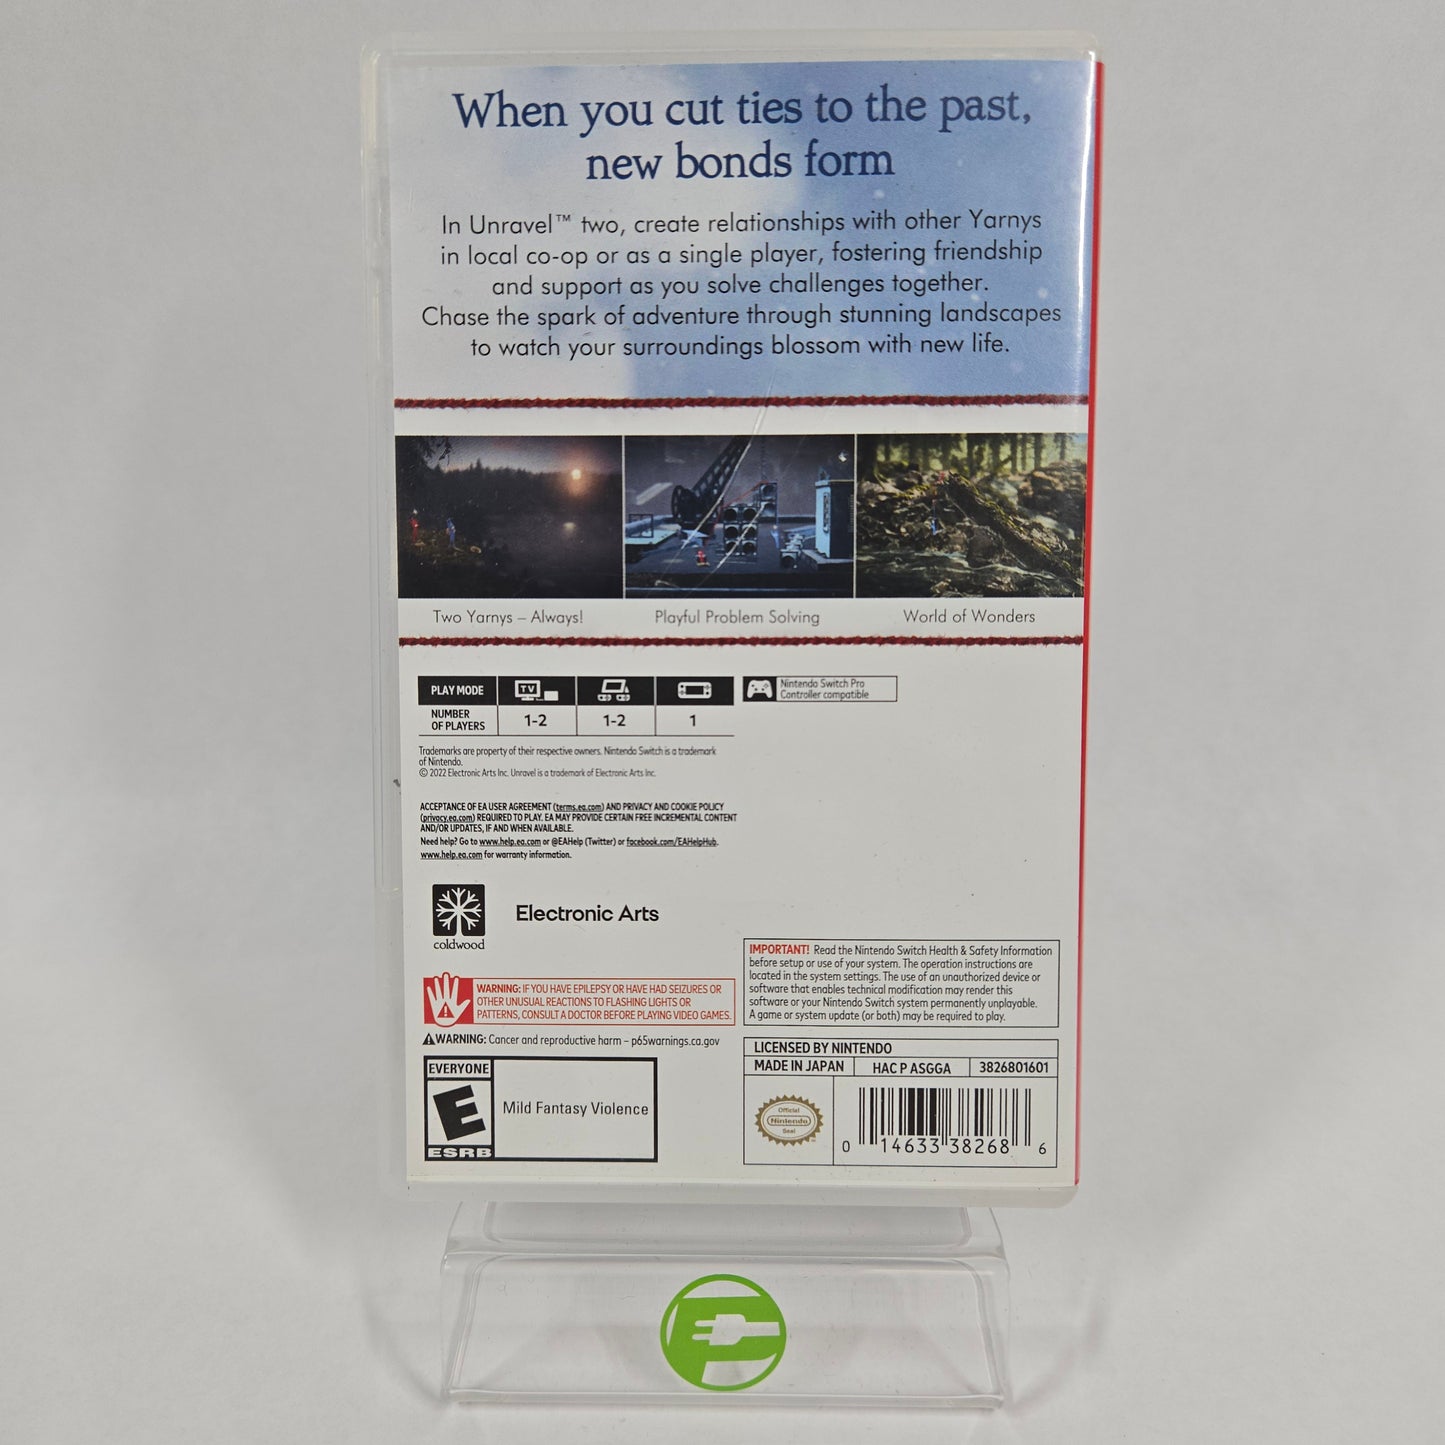 When you cut ties to the past,
new bonds form
In Unravel™ two, create relationships with other Yarnys
in local co-op or as a single player, fostering friendship
and support as you solve challenges together.
Chase the spark of adventure through stunning landscapes
to watch your surroundings blossom with new life.
Two Yarnys – Always!
Playful Problem Solving
World of Wonders
PLAY MODE
TV
NUMBER
OF PLAYERS
1-2
1-2
1
Nintendo Switch Pro
Controller compatible
Trademarks are property of their respective owners. Nintendo Switch is a trademark
of Nintendo.
© 2022 Electronic Arts Inc. Unravel is a trademark of Electronic Arts Inc.
ACCEPTANCE OF EA USER AGREEMENT (terms.ea.com) AND PRIVACY AND COOKIE POLICY
(privacy.ea.com) REQUIRED TO PLAY. EA MAY PROVIDE CERTAIN FREE INCREMENTAL CONTENT
AND/OR UPDATES, IF AND WHEN AVAILABLE.
Need help? Go to www.help.ea.com or @EAHelp (Twitter) or facebook.com/EAHelpHub.
www.help.ea.com for warranty information.
coldwood
Electronic Arts
WARNING: IF YOU HAVE EPILEPSY OR HAVE HAD SEIZURES OR
OTHER UNUSUAL REACTIONS TO FLASHING LIGHTS OR
PATTERNS, CONSULT A DOCTOR BEFORE PLAYING VIDEO GAMES.
WARNING: Cancer and reproductive harm – p65warnings.ca.gov
EVERYONE
E
ESRB
Mild Fantasy Violence
IMPORTANT! Read the Nintendo Switch Health & Safety Information
before setup or use of your system. The operation instructions are
located in the system settings. The use of an unauthorized device or
software that enables technical modification may render this
software or your Nintendo Switch system permanently unplayable.
A game or system update (or both) may be required to play.
LICENSED BY NINTENDO
MADE IN JAPAN
HAC P ASGGA
3826801601
Official
Nintendo
Seal
0 14633 38268 6